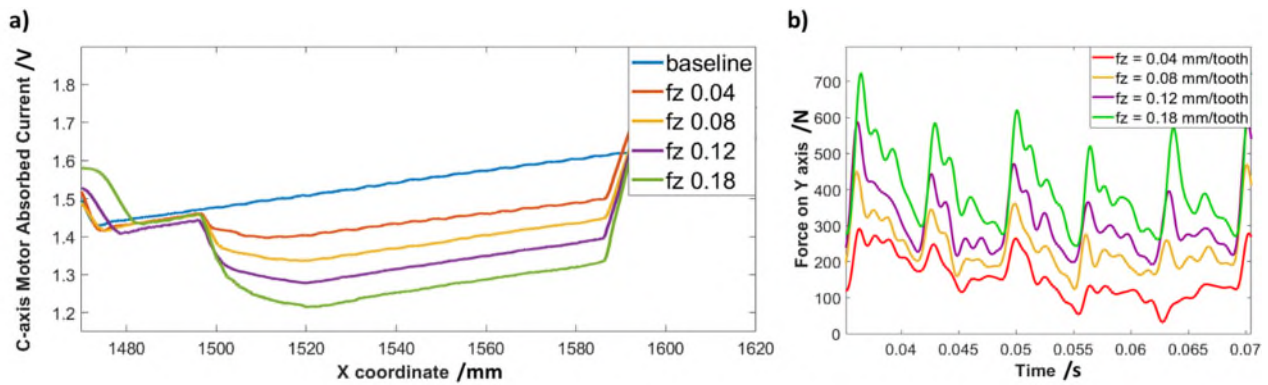 a)
C-axis Motor Absorbed Current /V
1.8
1.7
1.6
1.5
1.4
1.3
1.2
1480
1500
1520
1540
1560
1580
1600
1620
X coordinate /mm
baseline
fz 0.04
fz 0.08
fz 0.12
fz 0.18
b)
Force on Y axis /N
700
600
500
400
300
200
100
0
0.04
0.045
0.05
0.055
0.06
0.065
0.07
Time /s
fz = 0.04 mm/tooth
fz = 0.08 mm/tooth
fz = 0.12 mm/tooth
fz = 0.18 mm/tooth